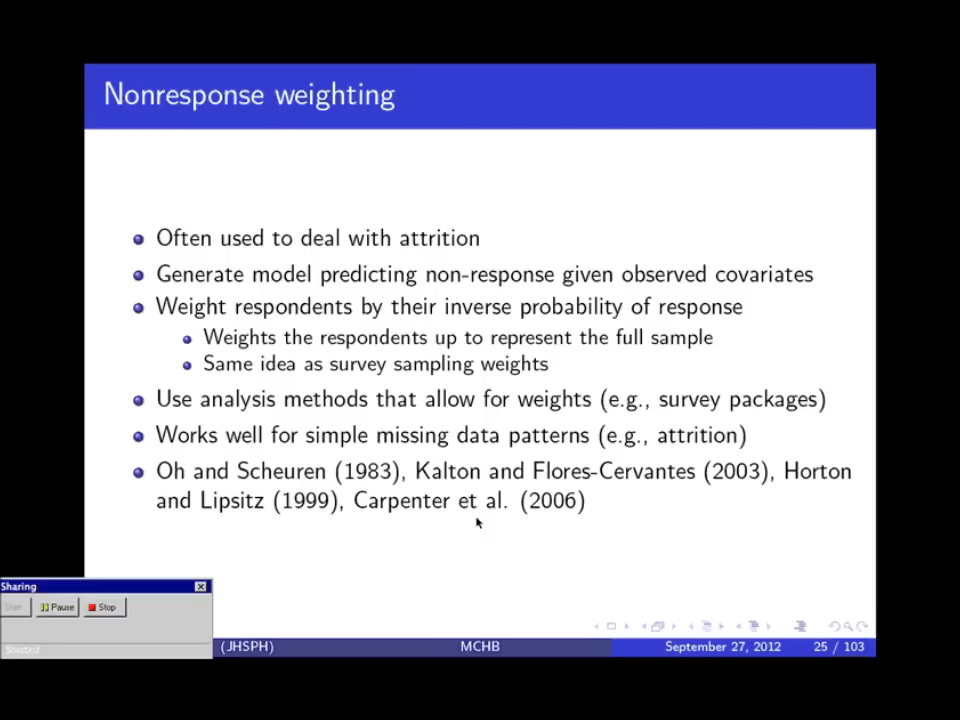 Nonresponse weighting
Often used to deal with attrition
Generate model predicting non-response given observed covariates
Weight respondents by their inverse probability of response
Weights the respondents up to represent the full sample
Same idea as survey sampling weights
Use analysis methods that allow for weights (e.g., survey packages)
Works well for simple missing data patterns (e.g., attrition)
Oh and Scheuren (1983), Kalton and Flores-Cervantes (2003), Horton
and Lipsitz (1999), Carpenter et al. (2006)
Sharing
Start Pause Stop
Started
(JHSPH) MCHB September 27, 2012 25 / 103